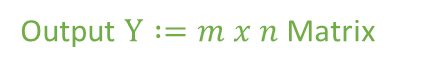 Output Y := m x n Matrix